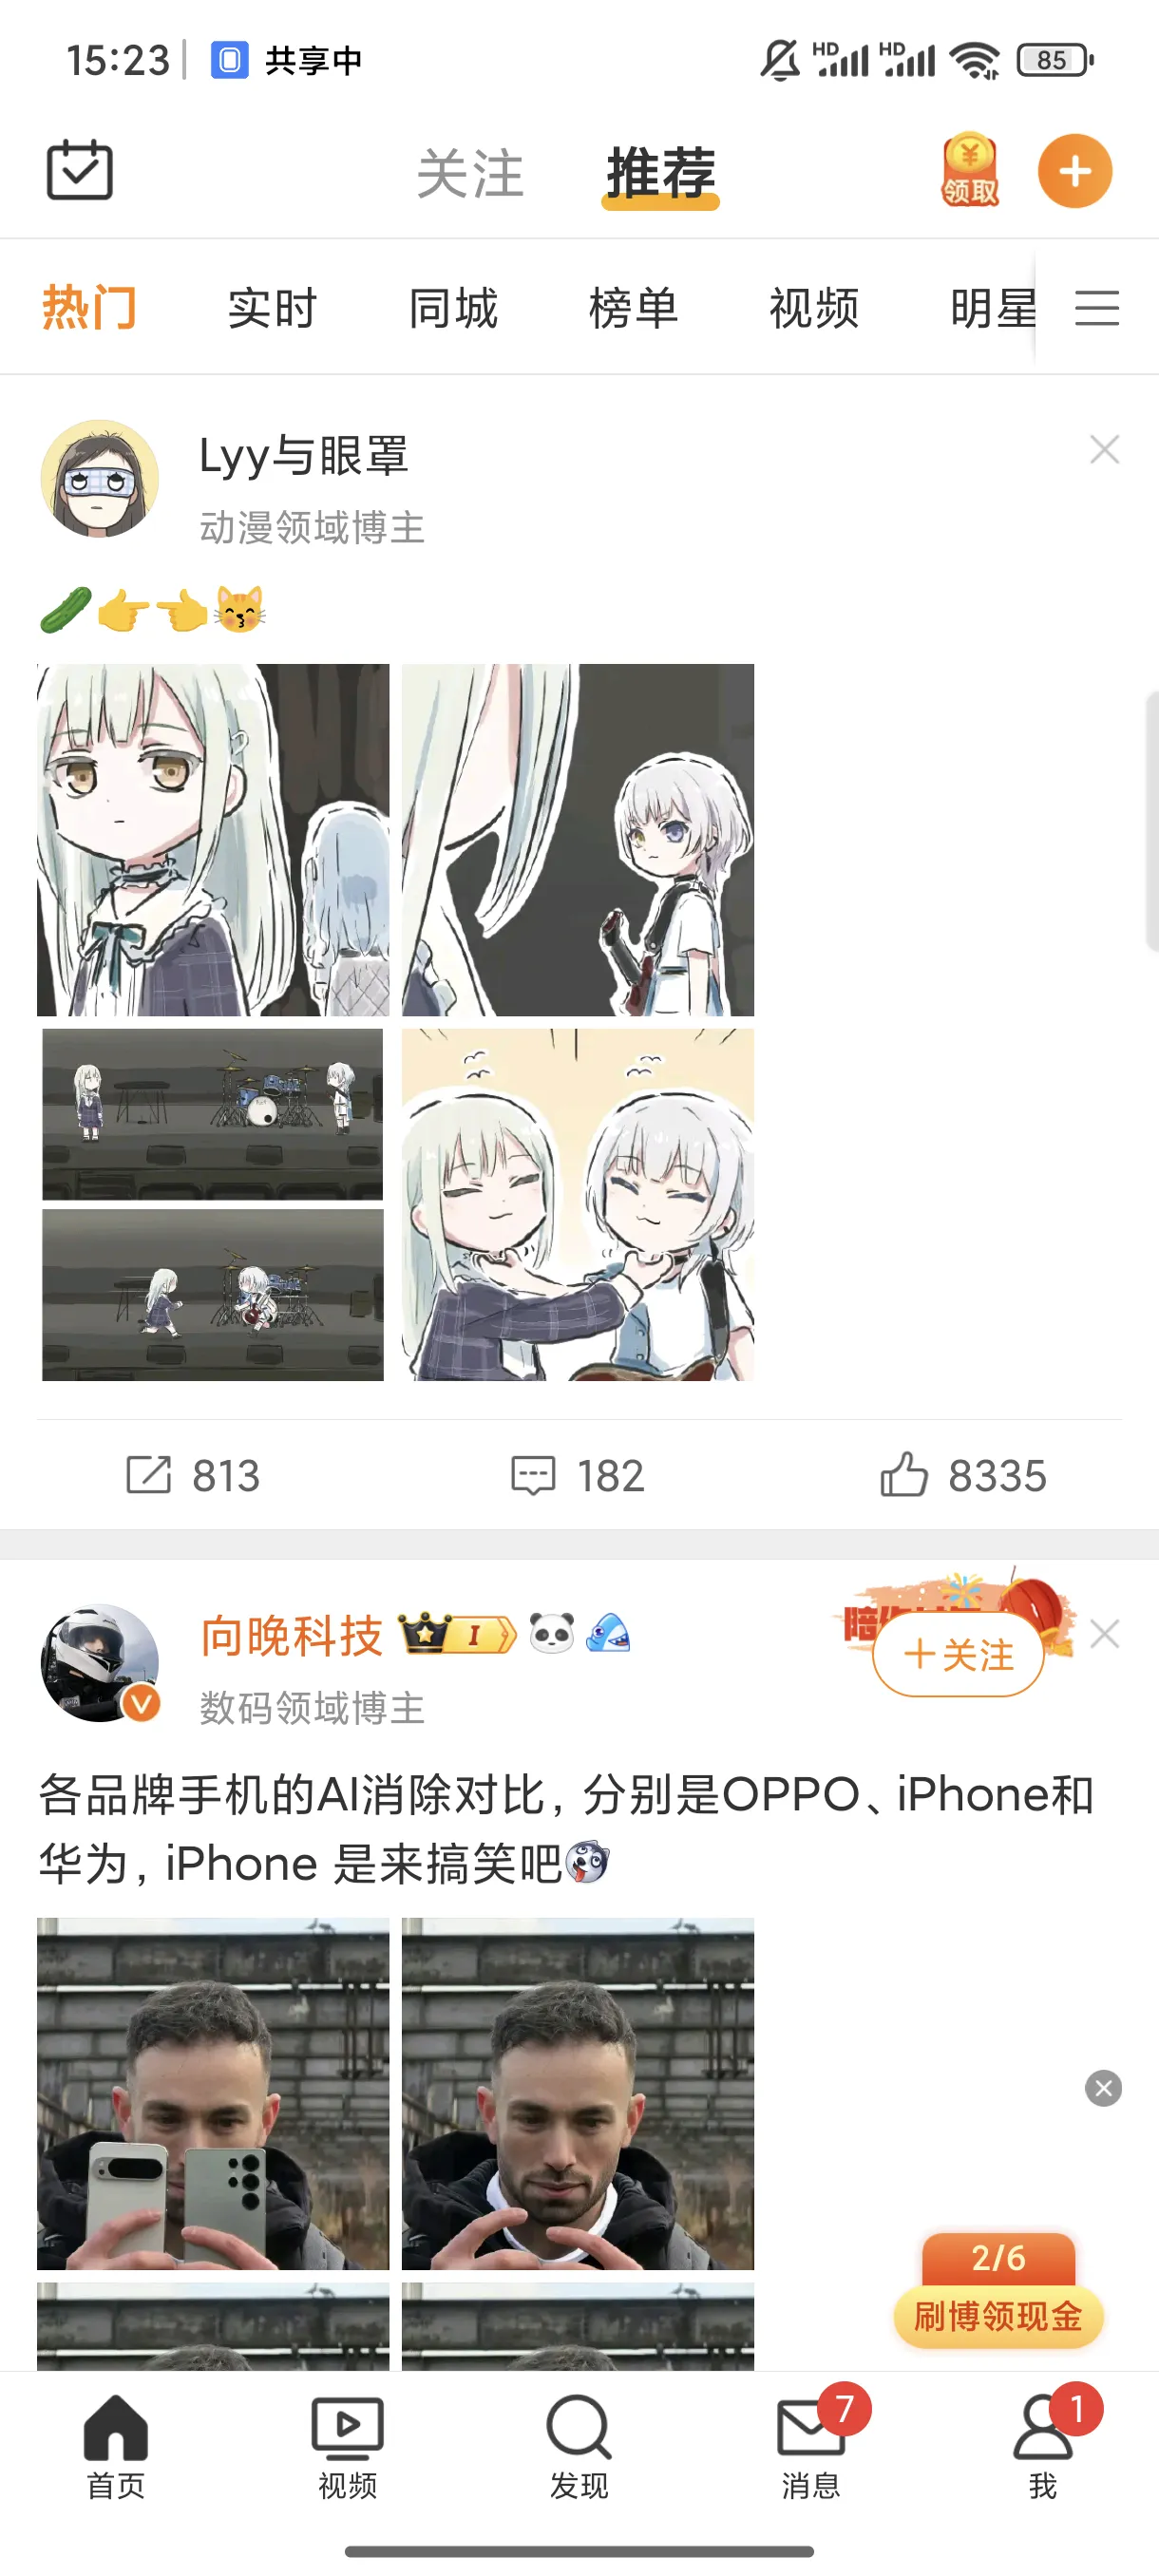 15:23 共享中 HD HD 85
关注 推荐 领取
热门 实时 同城 榜单 视频 明星
Lyy与眼罩
动漫领域博主
🥒👉👈😽
813 182 8335
向晚科技 I
+关注
数码领域博主
各品牌手机的AI消除对比，分别是OPPO、iPhone和
华为，iPhone 是来搞笑吧
2/6
刷博领现金
7 1
首页 视频 发现 消息 我